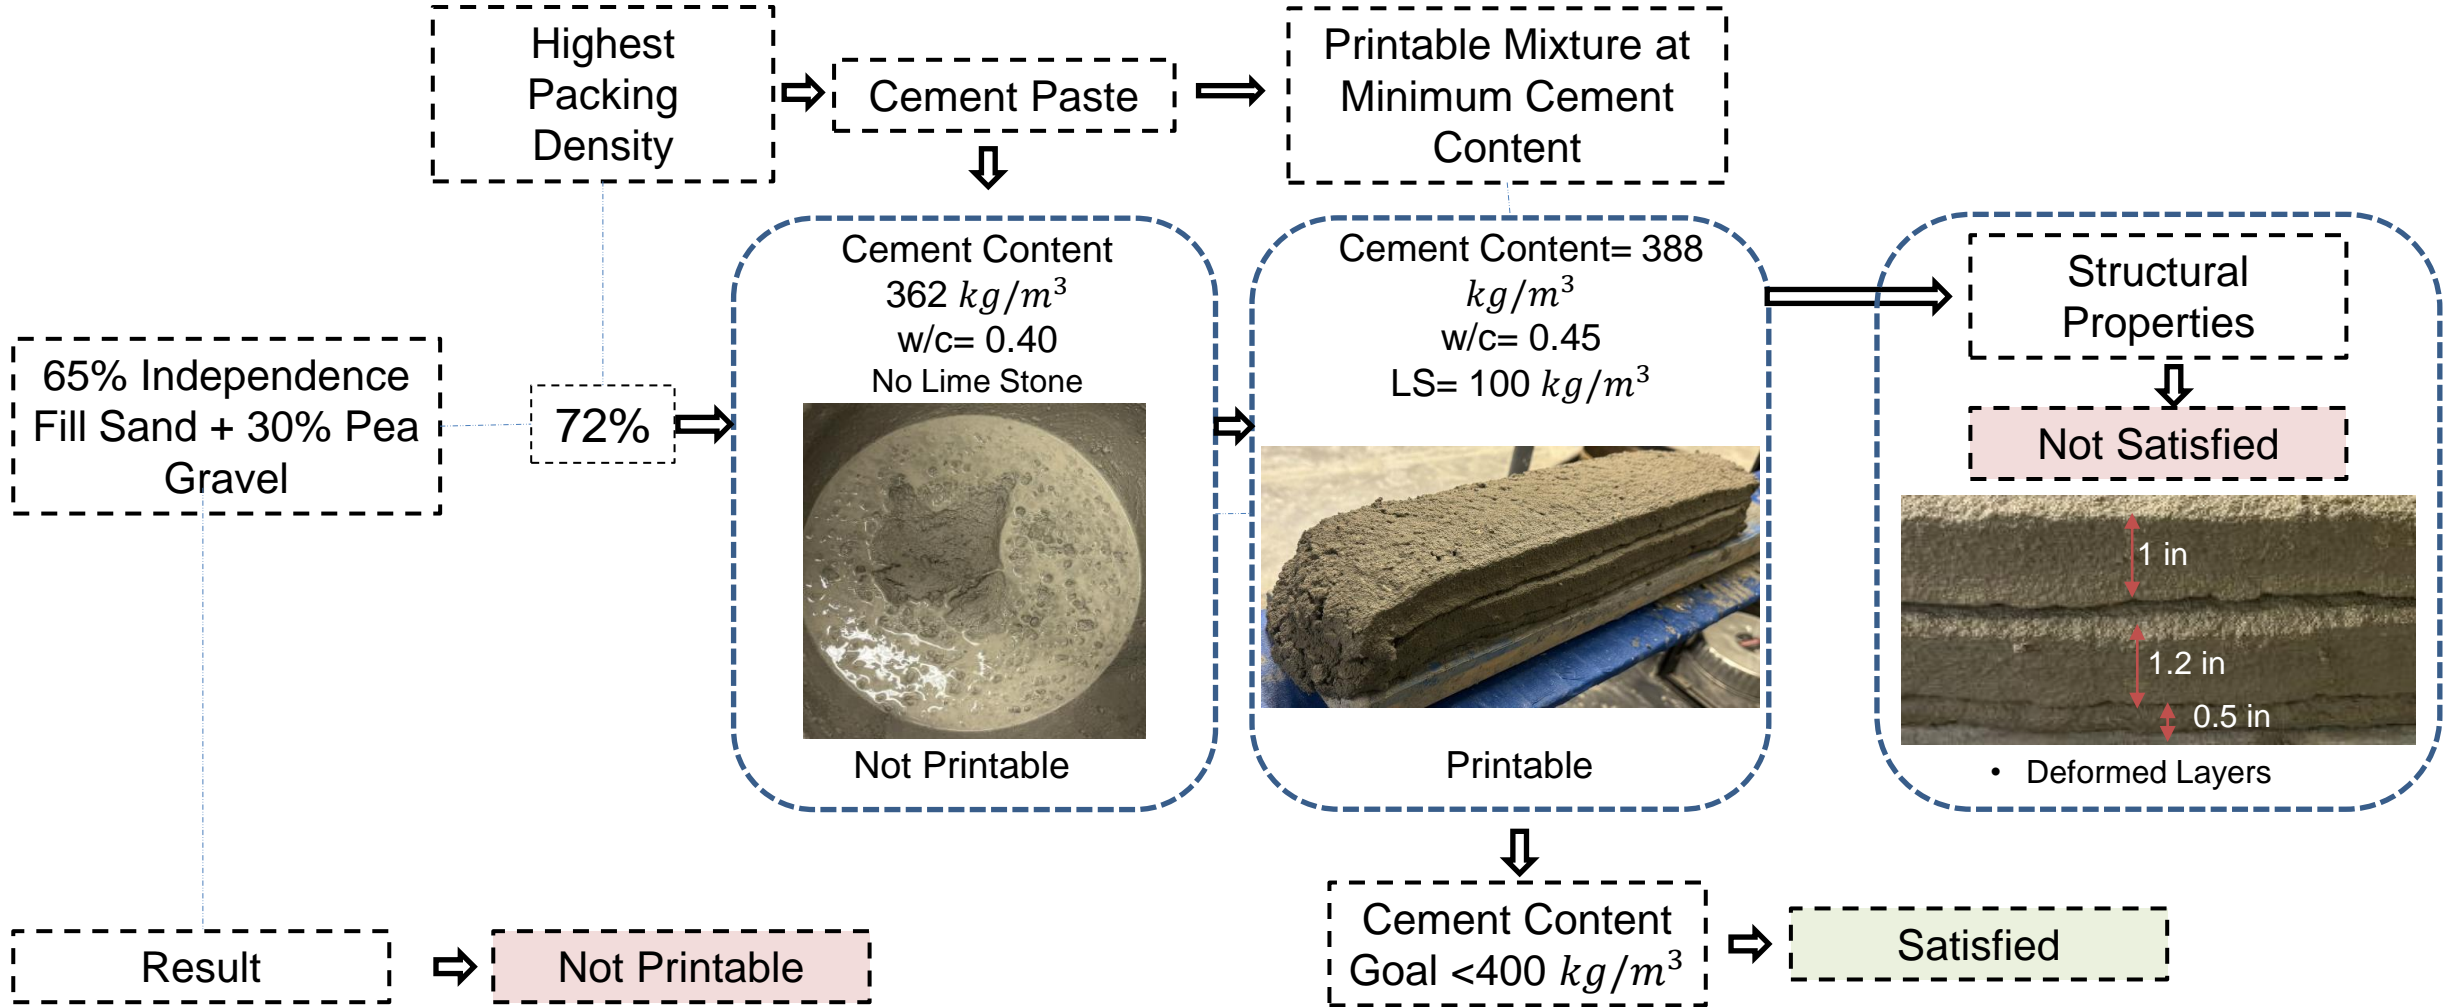 Highest
Packing
Density
Cement Paste
Printable Mixture at
Minimum Cement
Content
65% Independence
Fill Sand + 30% Pea
Gravel
72%
Cement Content
362 kg/m³
w/c= 0.40
No Lime Stone
Not Printable
Cement Content= 388
kg/m³
w/c= 0.45
LS= 100 kg/m³
Printable
Structural
Properties
Not Satisfied
1 in
1.2 in
0.5 in
• Deformed Layers
Result
Not Printable
Cement Content
Goal <400 kg/m³
Satisfied